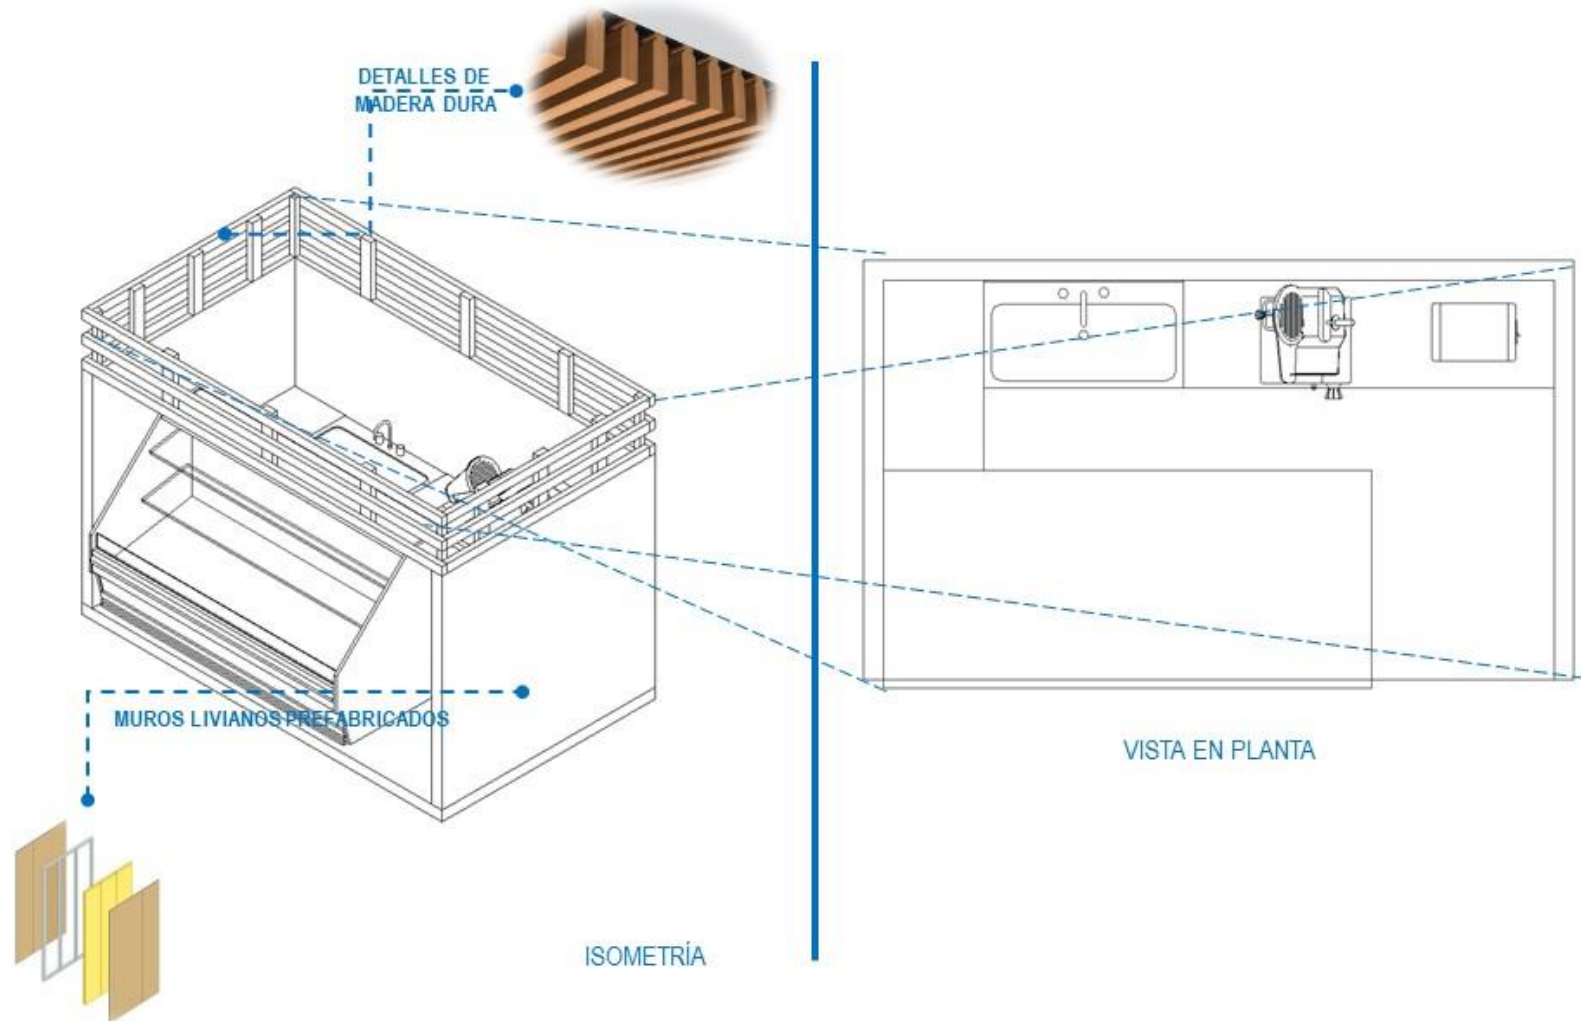 DETALLES DE
MADERA DURA
MUROS LIVIANOS PREFABRICADOS
VISTA EN PLANTA
ISOMETRÍA